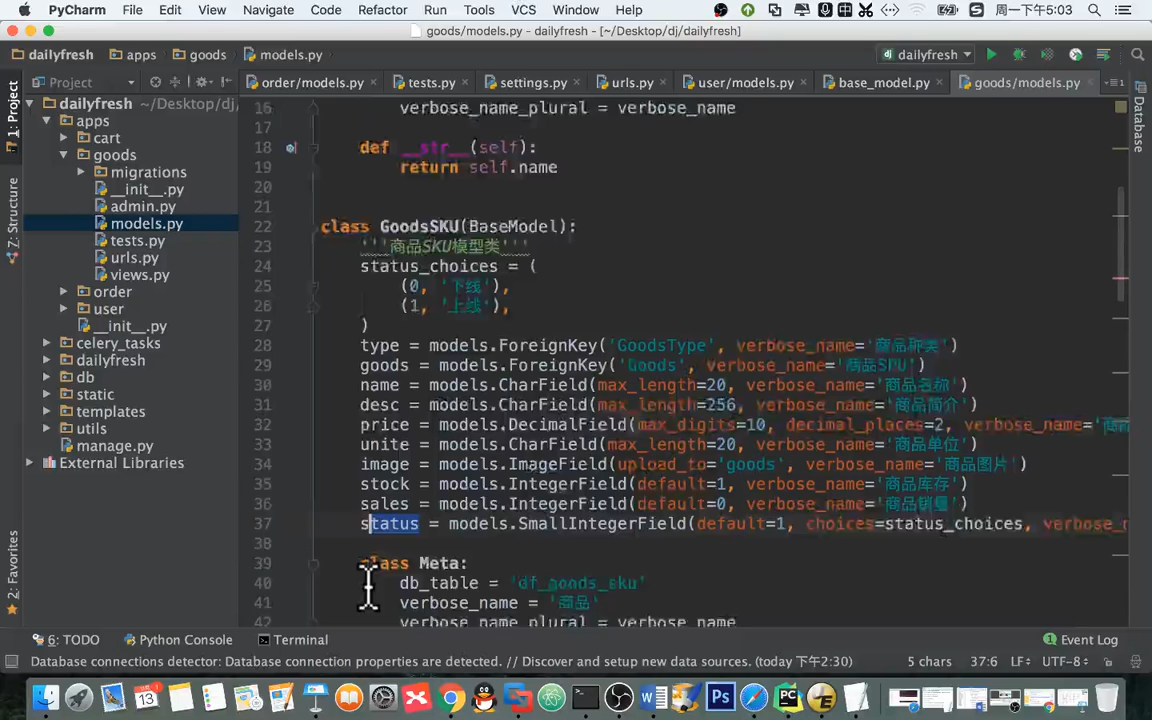 PyCharm File Edit View Navigate Code Refactor Run Tools VCS Window Help 周一下午5:03
goods/models.py - dailyfresh - [~/Desktop/dj/dailyfresh]
dailyfresh apps goods models.py dailyfresh
Project order/models.py tests.py settings.py urls.py user/models.py base_model.py goods/models.py
1: Project
7: Structure
2: Favorites
Database
dailyfresh ~/Desktop/dj/
apps
cart
goods
migrations
__init__.py
admin.py
models.py
tests.py
urls.py
views.py
order
user
__init__.py
celery_tasks
dailyfresh
db
static
templates
utils
manage.py
External Libraries
16 verbose_name_plural = verbose_name
17
18 def __str__(self):
19 return self.name
20
21
22 class GoodsSKU(BaseModel):
23 '''商品SKU模型类'''
24 status_choices = (
25 (0, '下线'),
26 (1, '上线'),
27 )
28 type = models.ForeignKey('GoodsType', verbose_name='商品种类')
29 goods = models.ForeignKey('Goods', verbose_name='商品SPU')
30 name = models.CharField(max_length=20, verbose_name='商品名称')
31 desc = models.CharField(max_length=256, verbose_name='商品简介')
32 price = models.DecimalField(max_digits=10, decimal_places=2, verbose_name='商
33 unite = models.CharField(max_length=20, verbose_name='商品单位')
34 image = models.ImageField(upload_to='goods', verbose_name='商品图片')
35 stock = models.IntegerField(default=1, verbose_name='商品库存')
36 sales = models.IntegerField(default=0, verbose_name='商品销量')
37 status = models.SmallIntegerField(default=1, choices=status_choices, verbose_n
38
39 class Meta:
40 db_table = 'df_goods_sku'
41 verbose_name = '商品'
42 verbose_name_plural = verbose_name
6: TODO Python Console Terminal Event Log
Database connections detector: Database connection properties are detected. // Discover and setup new data sources. (today 下午2:30) 5 chars 37:6 LF÷ UTF-8÷